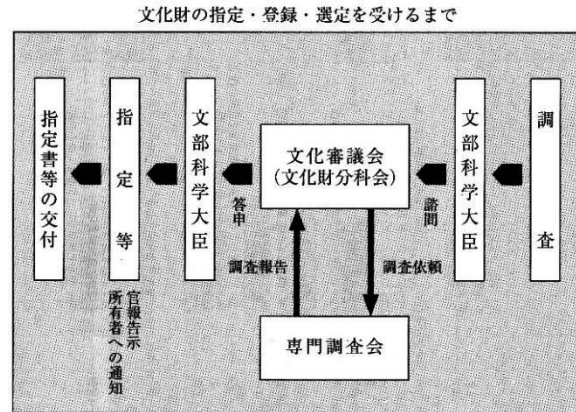 文化財の指定・登録・選定を受けるまで
調査
文部科学大臣
諮問
文化審議会
(文化財分科会)
調査依頼
専門調査会
調査報告
答申
文部科学大臣
指定等
官報告示
所有者への通知
指定書等の交付